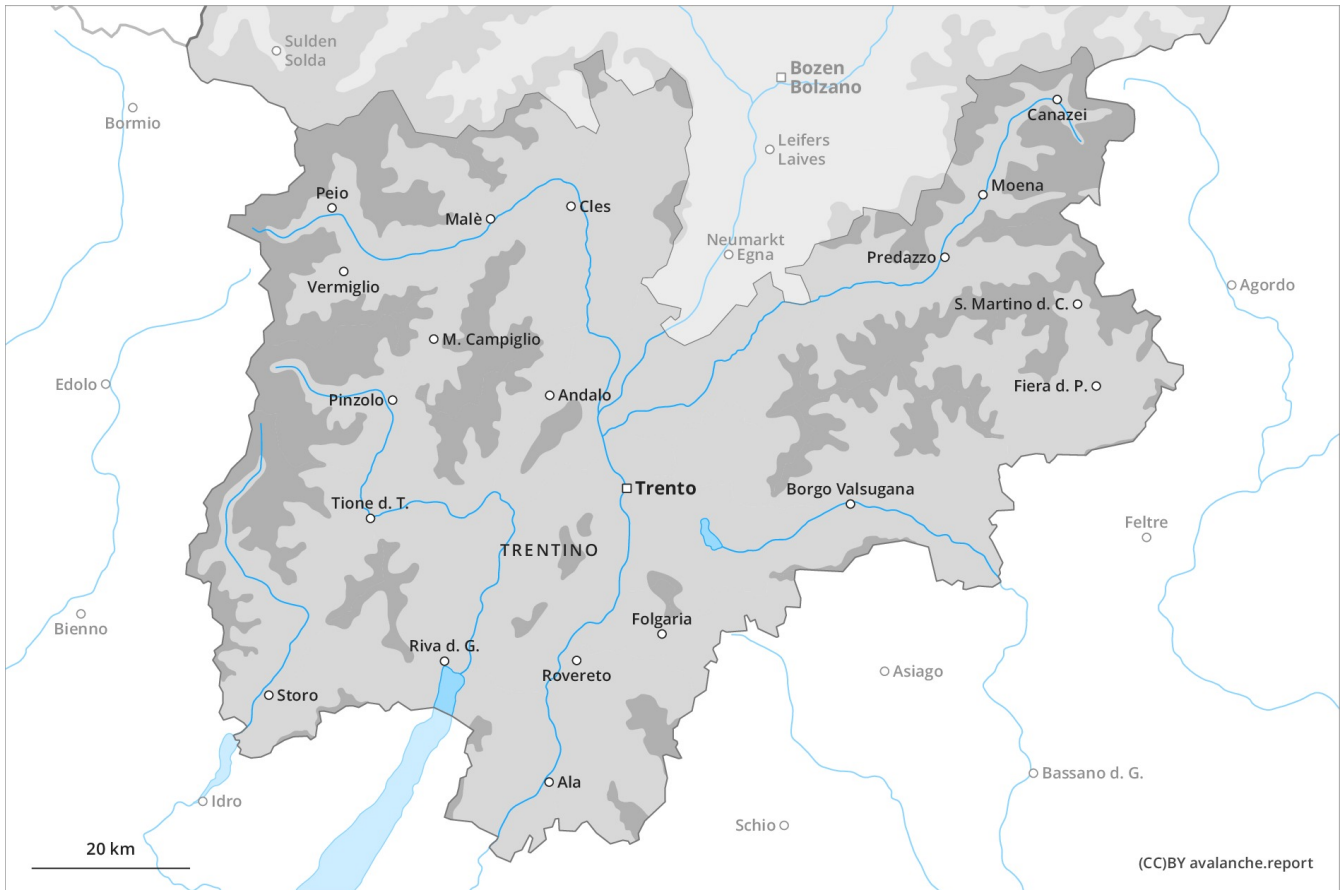 Sulden
Solda
Bozen
Bolzano
Bormio
Canazei
Leifers
Laives
Moena
Peio
Malè
Cles
Neumarkt
Egna
Predazzo
Vermiglio
Agordo
S. Martino d. C.
M. Campiglio
Edolo
Fiera d. P.
Pinzolo
Andalo
Trento
Borgo Valsugana
Tione d. T.
Feltre
TRENTINO
Bienno
Folgaria
Riva d. G.
Asiago
Rovereto
Storo
Bassano d. G.
Ala
Idro
Schio
20 km
(CC)BY avalanche.report